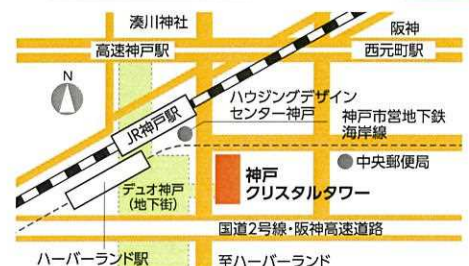 湊川神社
阪神
高速神戸駅
西元町駅
N
ハウジングデザイン
センター神戸
JR神戸駅
神戸市営地下鉄
海岸線
中央郵便局
神戸
クリスタルタワー
デュオ神戸
(地下街)
国道2号線・阪神高速道路
ハーバーランド駅
至ハーバーランド